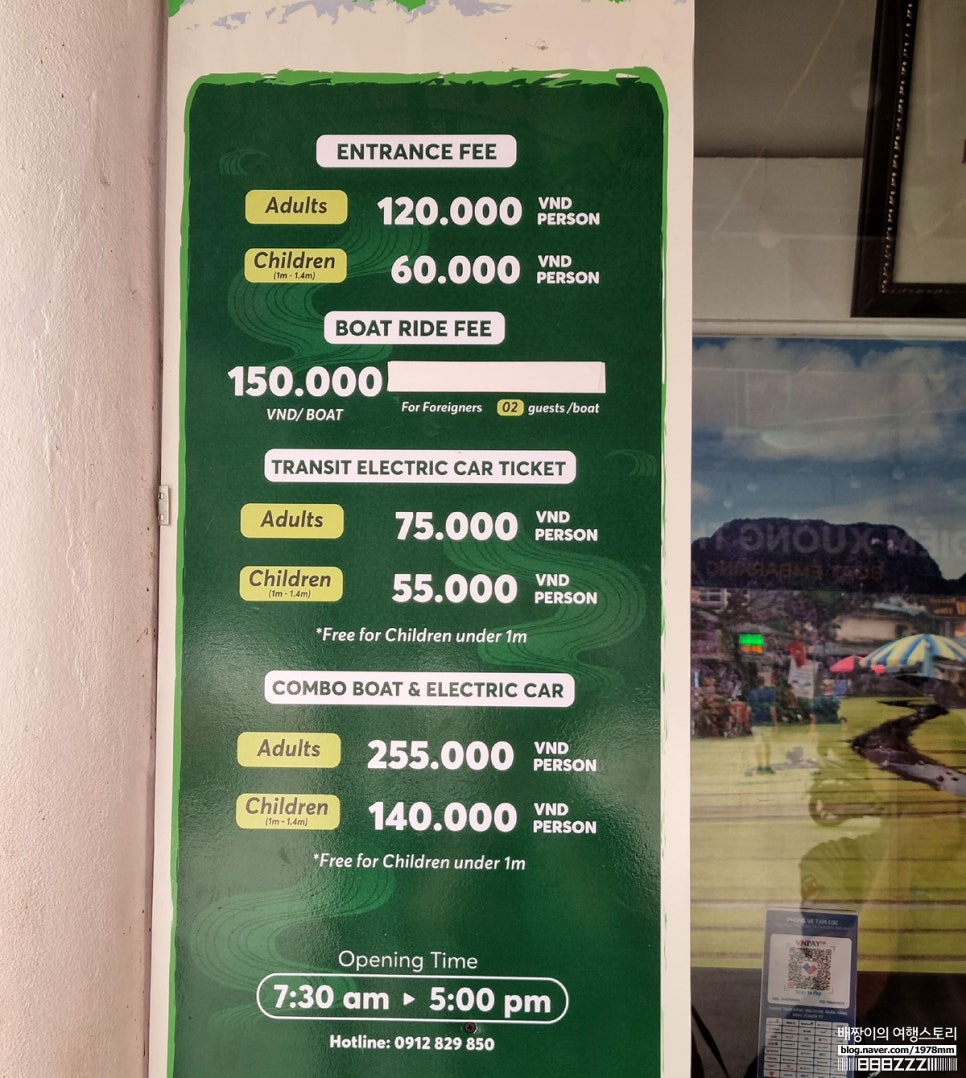 ENTRANCE FEE
Adults 120.000 VND PERSON
Children (1m - 1.4m) 60.000 VND PERSON
BOAT RIDE FEE
150.000
VND/ BOAT For Foreigners 02 guests/boat
TRANSIT ELECTRIC CAR TICKET
Adults 75.000 VND PERSON
Children (1m - 1.4m) 55.000 VND PERSON
*Free for Children under 1m
COMBO BOAT & ELECTRIC CAR
Adults 255.000 VND PERSON
Children (1m - 1.4m) 140.000 VND PERSON
*Free for Children under 1m
Opening Time
7:30 am ▸ 5:00 pm
Hotline: 0912 829 850
PHÒNG VÉ TAM CỐC
VNPAY
배짱이의 여행스토리
blog.naver.com/1978mm
BBBZZZ